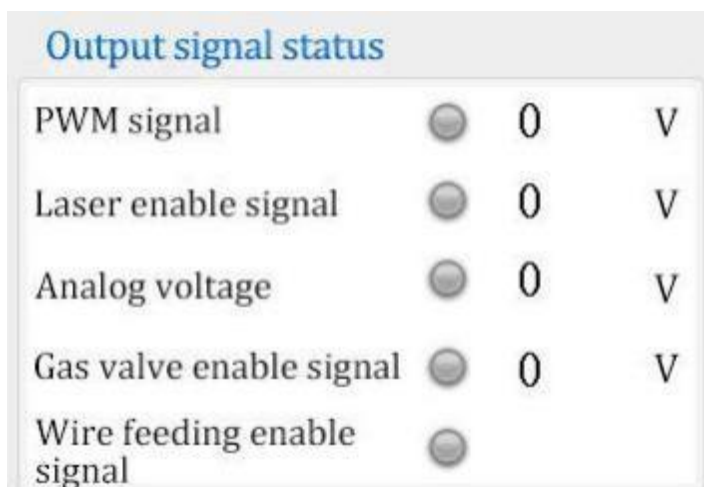 Output signal status
PWM signal 0 V
Laser enable signal 0 V
Analog voltage 0 V
Gas valve enable signal 0 V
Wire feeding enable
signal